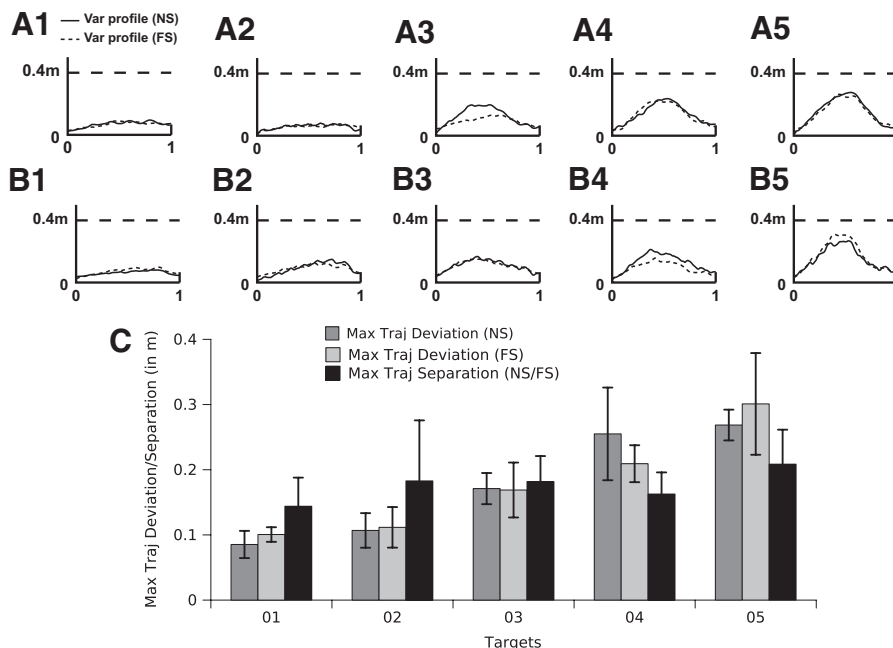 A1 Var profile (NS)
Var profile (FS)
A2 A3 A4 A5
0.4m 0.4m 0.4m 0.4m 0.4m
0 0 0 0 0
0 1 0 1 0 1 0 1 0
B1 B2 B3 B4 B5
0.4m 0.4m 0.4m 0.4m 0.4m
0 0 0 0 0
0 1 0 1 0 1 0 1 0
C
Max Traj Deviation (NS)
Max Traj Deviation (FS)
Max Traj Separation (NS/FS)
Max Traj Deviation/Separation (in m)
0.4
0.3
0.2
0.1
0
01 02 03 04 05
Targets